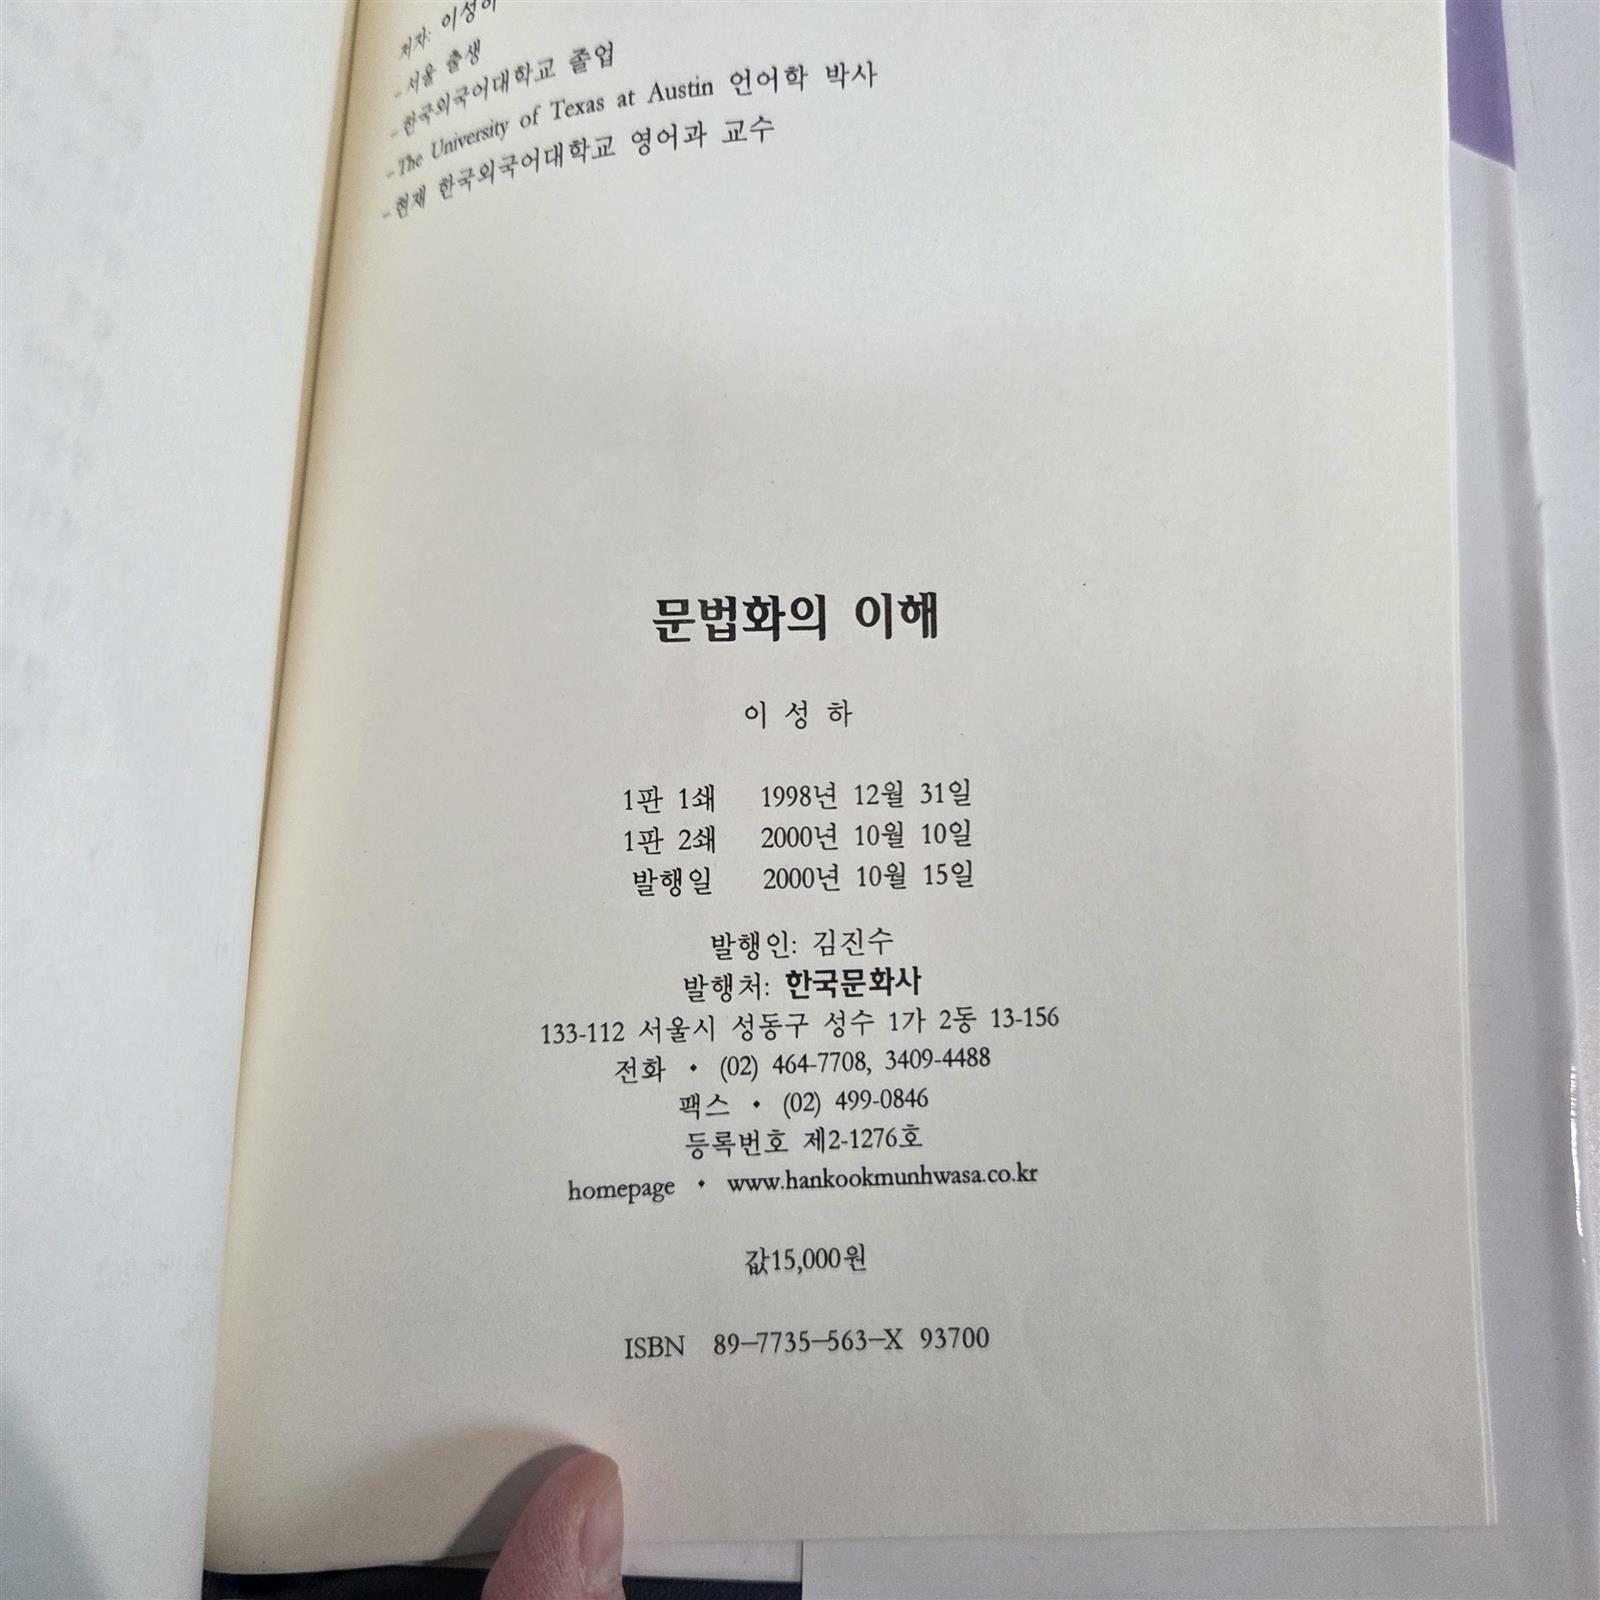 저자: 이성하
-서울 출생
-한국외국어대학교 졸업
-The University of Texas at Austin 언어학 박사
-현재 한국외국어대학교 영어과 교수
문법화의 이해
이 성 하
1판 1쇄 1998년 12월 31일
1판 2쇄 2000년 10월 10일
발행일 2000년 10월 15일
발행인: 김진수
발행처: 한국문화사
133-112 서울시 성동구 성수 1가 2동 13-156
전화 • (02) 464-7708, 3409-4488
팩스 • (02) 499-0846
등록번호 제2-1276호
homepage • www.hankookmunhwasa.co.kr
값15,000원
ISBN 89-7735-563-X 93700